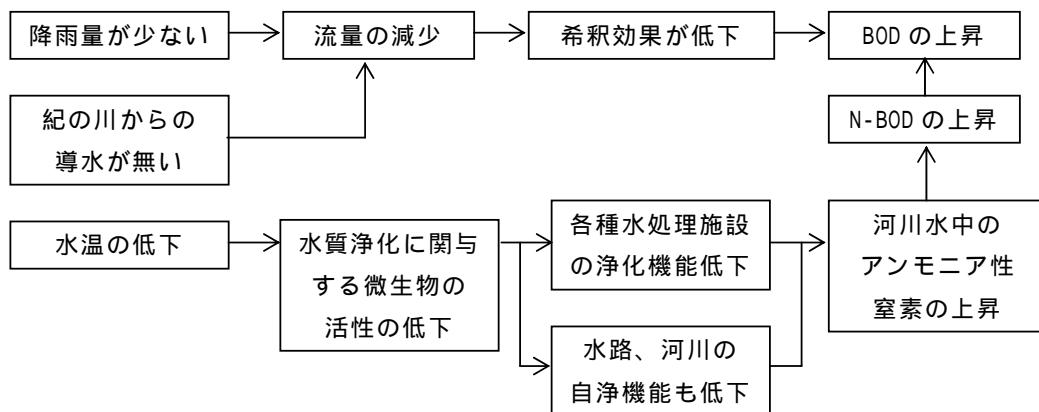 降雨量が少ない
流量の減少
希釈効果が低下
BOD の上昇
紀の川からの
導水が無い
N-BOD の上昇
水温の低下
水質浄化に関与
する微生物の
活性の低下
各種水処理施設
の浄化機能低下
水路、河川の
自浄機能も低下
河川水中の
アンモニア性
窒素の上昇